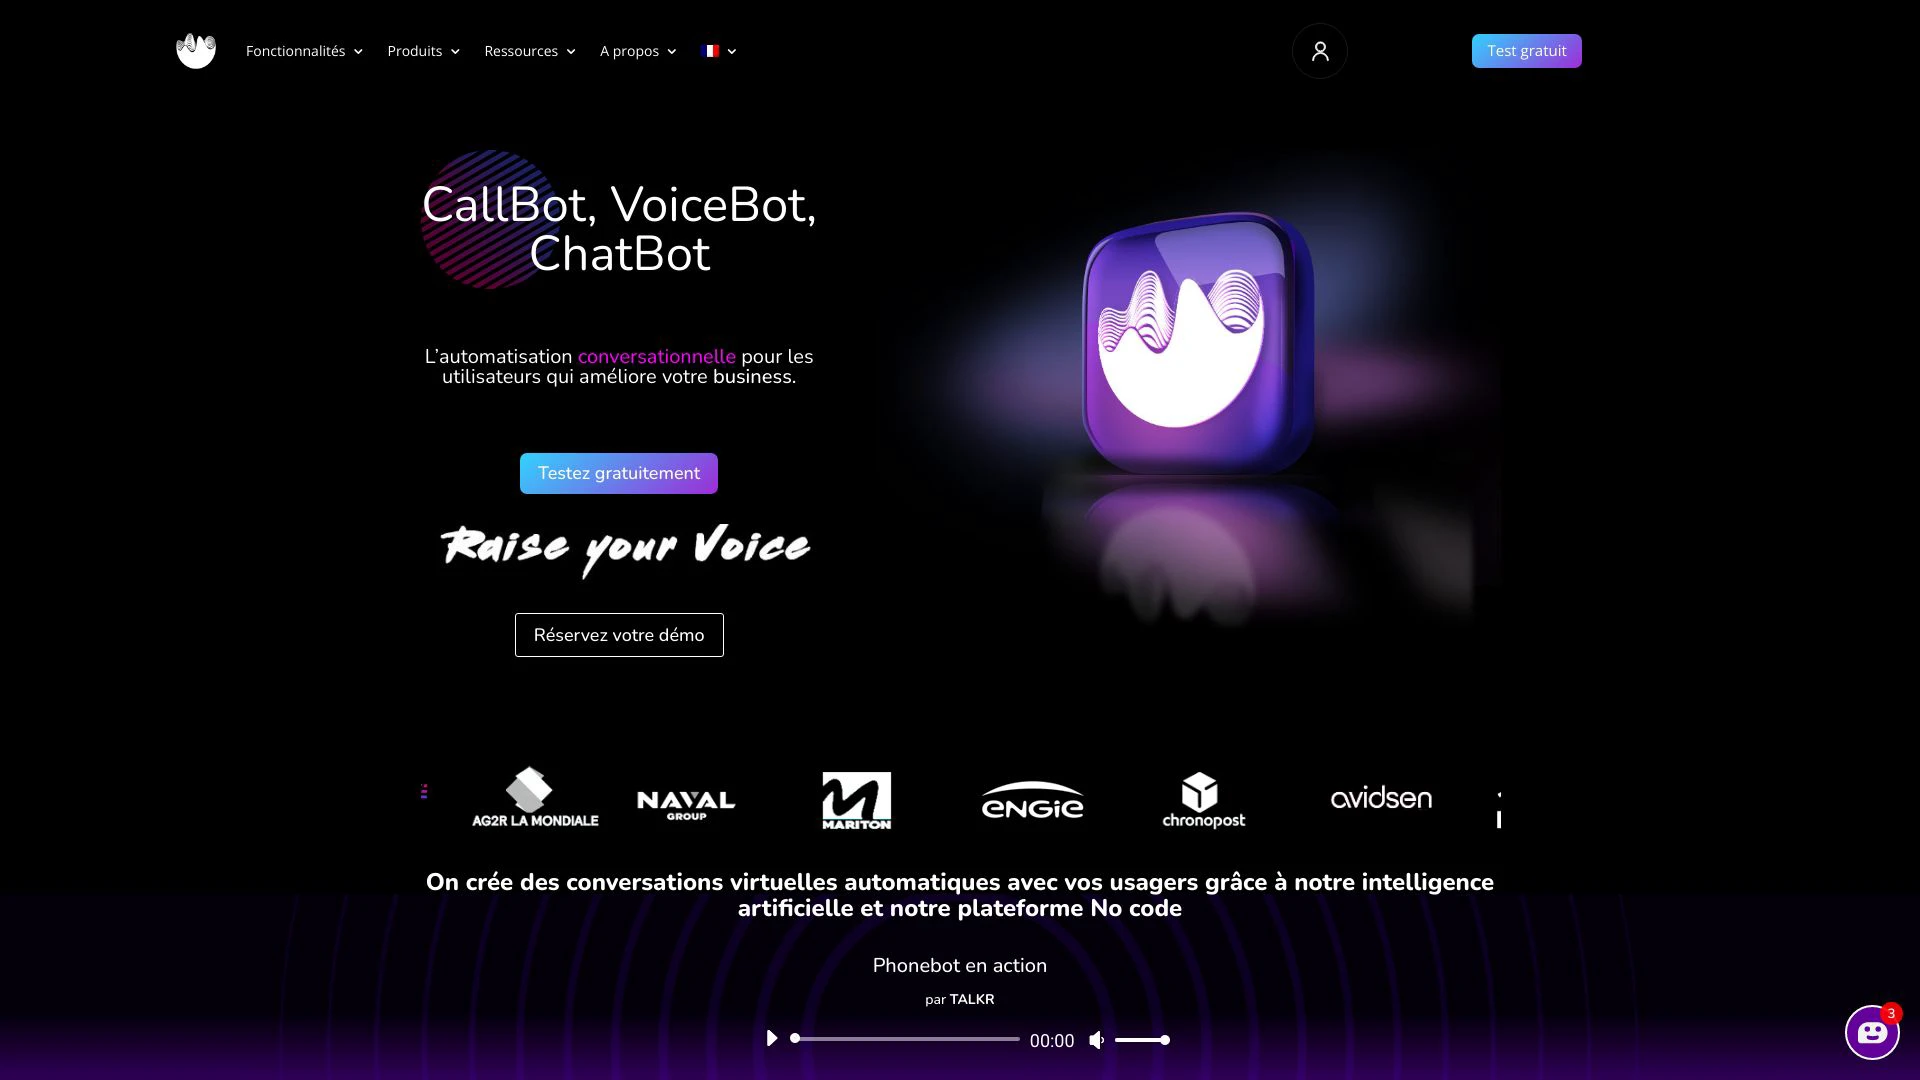 Fonctionnalités
Produits
Ressources
A propos
Test gratuit
CallBot, VoiceBot,
ChatBot
L’automatisation conversationnelle pour les
utilisateurs qui améliore votre business.
Testez gratuitement
Raise your Voice
Réservez votre démo
AG2R LA MONDIALE
NAVAL
GROUP
MARITON
ENGIE
chronopost
avidsen
On crée des conversations virtuelles automatiques avec vos usagers grâce à notre intelligence
artificielle et notre plateforme No code
Phonebot en action
par TALKR
00:00
3